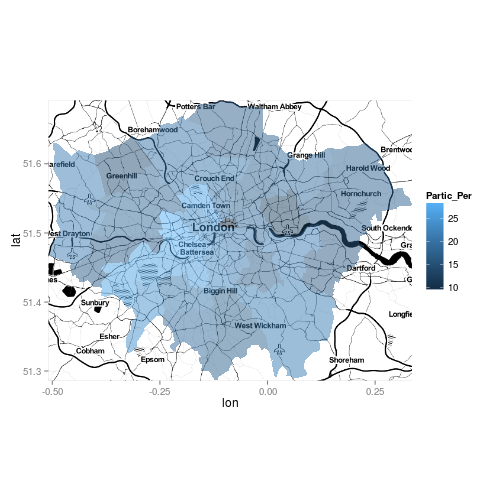 Potters Bar
Waltham Abbey
Borehamwood
Brentwo
Grange Hill
arefield
Harold Wood
Greenhill
Crouch End
Hornchurch
Camden Town
London
South Ockendo
est Drayton
Chelsea
Battersea
Gra
Dartford
Biggin Hill
Sunbury
Longfie
West Wickham
Esher
Cobham
Epsom
Shoreham
51.6
51.5
51.4
51.3
lat
-0.50
-0.25
0.00
0.25
lon
Partic_Per
25
20
15
10